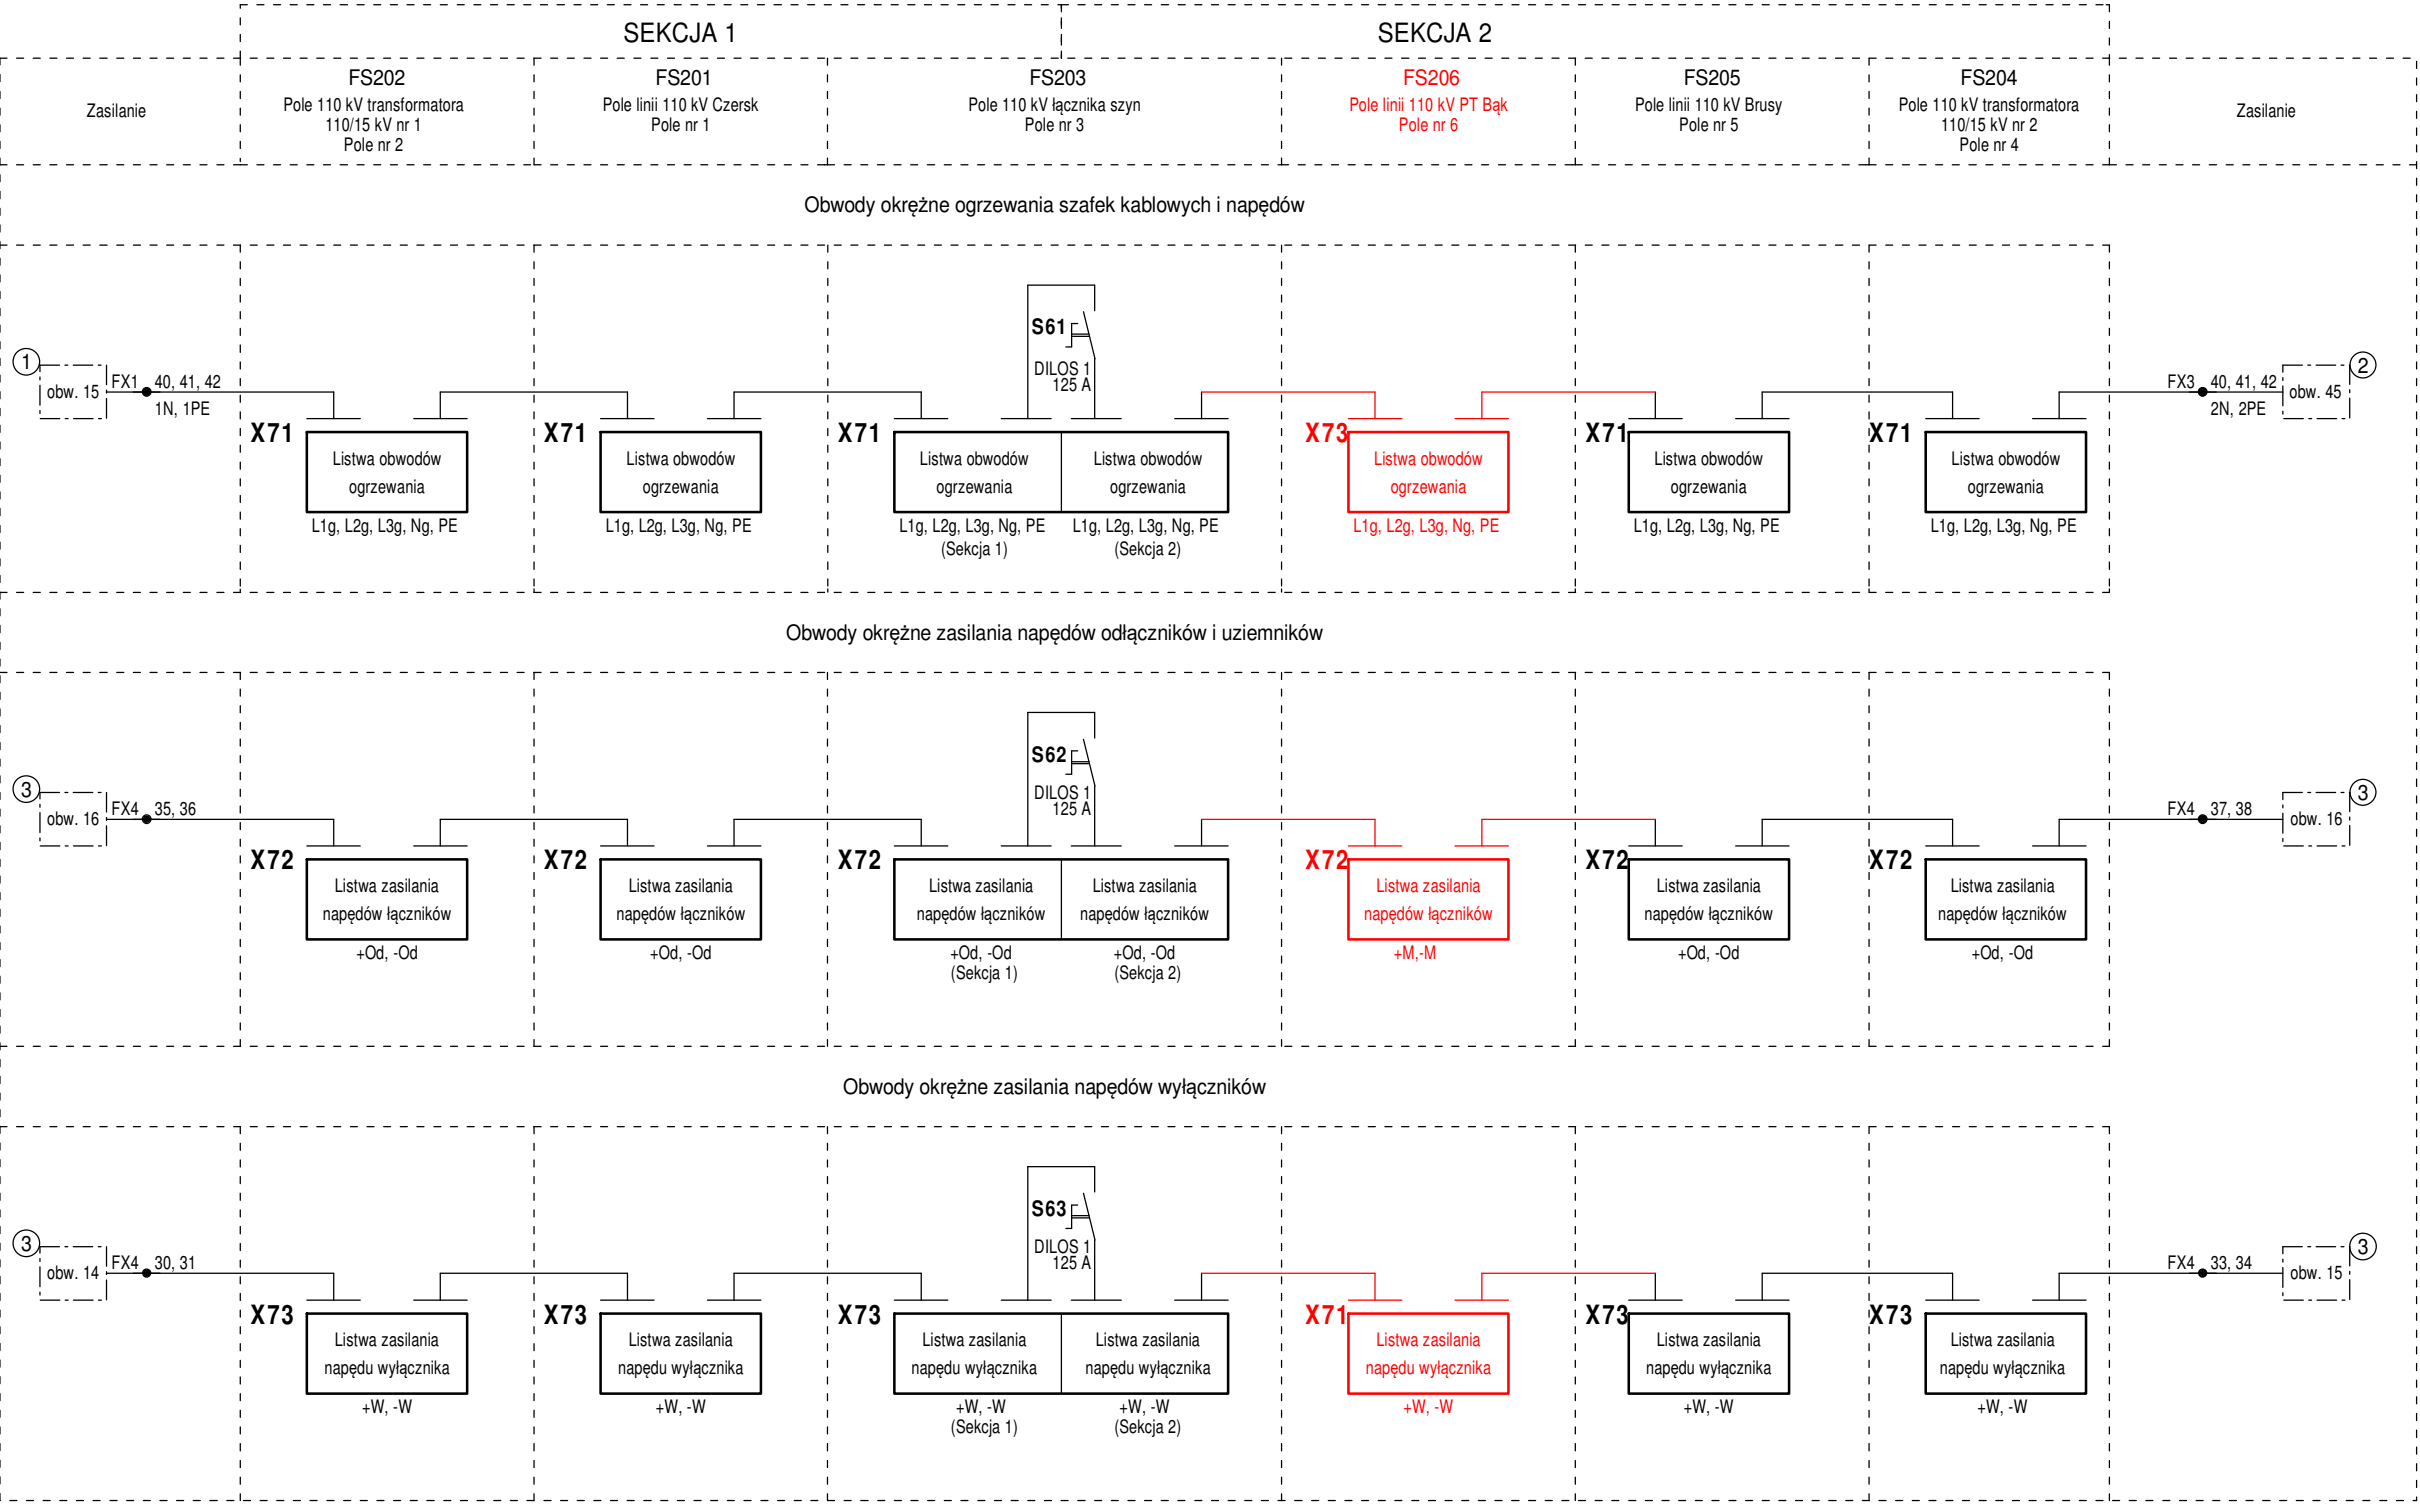 SEKCJA 1
SEKCJA 2
Zasilanie
FS202
Pole 110 kV transformatora
110/15 kV nr 1
Pole nr 2
FS201
Pole linii 110 kV Czersk
Pole nr 1
FS203
Pole 110 kV łącznika szyn
Pole nr 3
FS206
Pole linii 110 kV PT Bąk
Pole nr 6
FS205
Pole linii 110 kV Brusy
Pole nr 5
FS204
Pole 110 kV transformatora
110/15 kV nr 2
Pole nr 4
Zasilanie
Obwody okrężne ogrzewania szafek kablowych i napędów
1
obw. 15
FX1
40, 41, 42
1N, 1PE
X71
Listwa obwodów
ogrzewania
L1g, L2g, L3g, Ng, PE
X71
Listwa obwodów
ogrzewania
L1g, L2g, L3g, Ng, PE
X71
Listwa obwodów
ogrzewania
L1g, L2g, L3g, Ng, PE
(Sekcja 1)
S61
DILOS 1
125 A
Listwa obwodów
ogrzewania
L1g, L2g, L3g, Ng, PE
(Sekcja 2)
X73
Listwa obwodów
ogrzewania
L1g, L2g, L3g, Ng, PE
X71
Listwa obwodów
ogrzewania
L1g, L2g, L3g, Ng, PE
X71
Listwa obwodów
ogrzewania
L1g, L2g, L3g, Ng, PE
FX3
40, 41, 42
2N, 2PE
obw. 45
2
Obwody okrężne zasilania napędów odłączników i uziemników
3
obw. 16
FX4
35, 36
X72
Listwa zasilania
napędów łączników
+Od, -Od
X72
Listwa zasilania
napędów łączników
+Od, -Od
X72
Listwa zasilania
napędów łączników
+Od, -Od
(Sekcja 1)
S62
DILOS 1
125 A
Listwa zasilania
napędów łączników
+Od, -Od
(Sekcja 2)
X72
Listwa zasilania
napędów łączników
+M,-M
X72
Listwa zasilania
napędów łączników
+Od, -Od
X72
Listwa zasilania
napędów łączników
+Od, -Od
FX4
37, 38
obw. 16
3
Obwody okrężne zasilania napędów wyłączników
3
obw. 14
FX4
30, 31
X73
Listwa zasilania
napędu wyłącznika
+W, -W
X73
Listwa zasilania
napędu wyłącznika
+W, -W
X73
Listwa zasilania
napędu wyłącznika
+W, -W
(Sekcja 1)
S63
DILOS 1
125 A
Listwa zasilania
napędu wyłącznika
+W, -W
(Sekcja 2)
X71
Listwa zasilania
napędu wyłącznika
+W, -W
X73
Listwa zasilania
napędu wyłącznika
+W, -W
X73
Listwa zasilania
napędu wyłącznika
+W, -W
FX4
33, 34
obw. 15
3